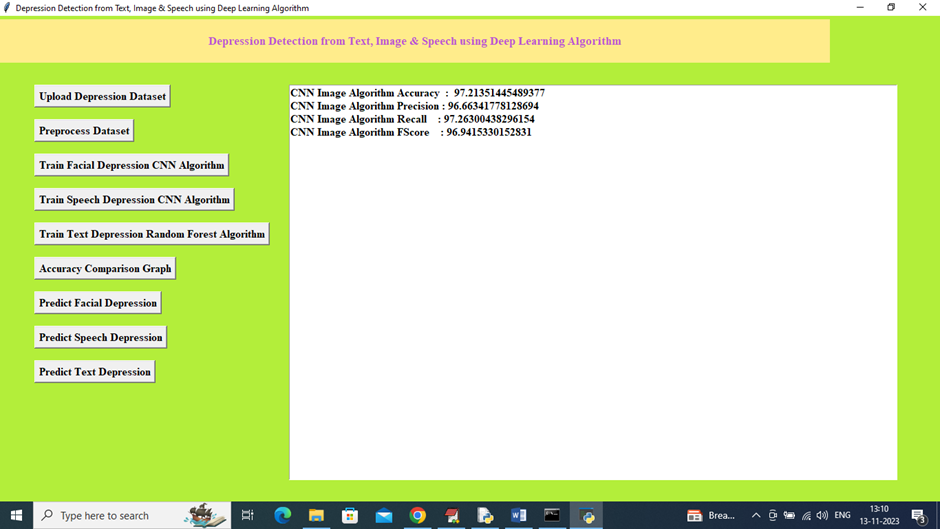 Depression Detection from Text, Image & Speech using Deep Learning Algorithm
Depression Detection from Text, Image & Speech using Deep Learning Algorithm
Upload Depression Dataset
Preprocess Dataset
Train Facial Depression CNN Algorithm
Train Speech Depression CNN Algorithm
Train Text Depression Random Forest Algorithm
Accuracy Comparison Graph
Predict Facial Depression
Predict Speech Depression
Predict Text Depression
CNN Image Algorithm Accuracy : 97.21351445489377
CNN Image Algorithm Precision : 96.66341778128694
CNN Image Algorithm Recall : 97.26300438296154
CNN Image Algorithm FScore : 96.9415330152831
Type here to search
Brea...
ENG
13:10
13-11-2023
3